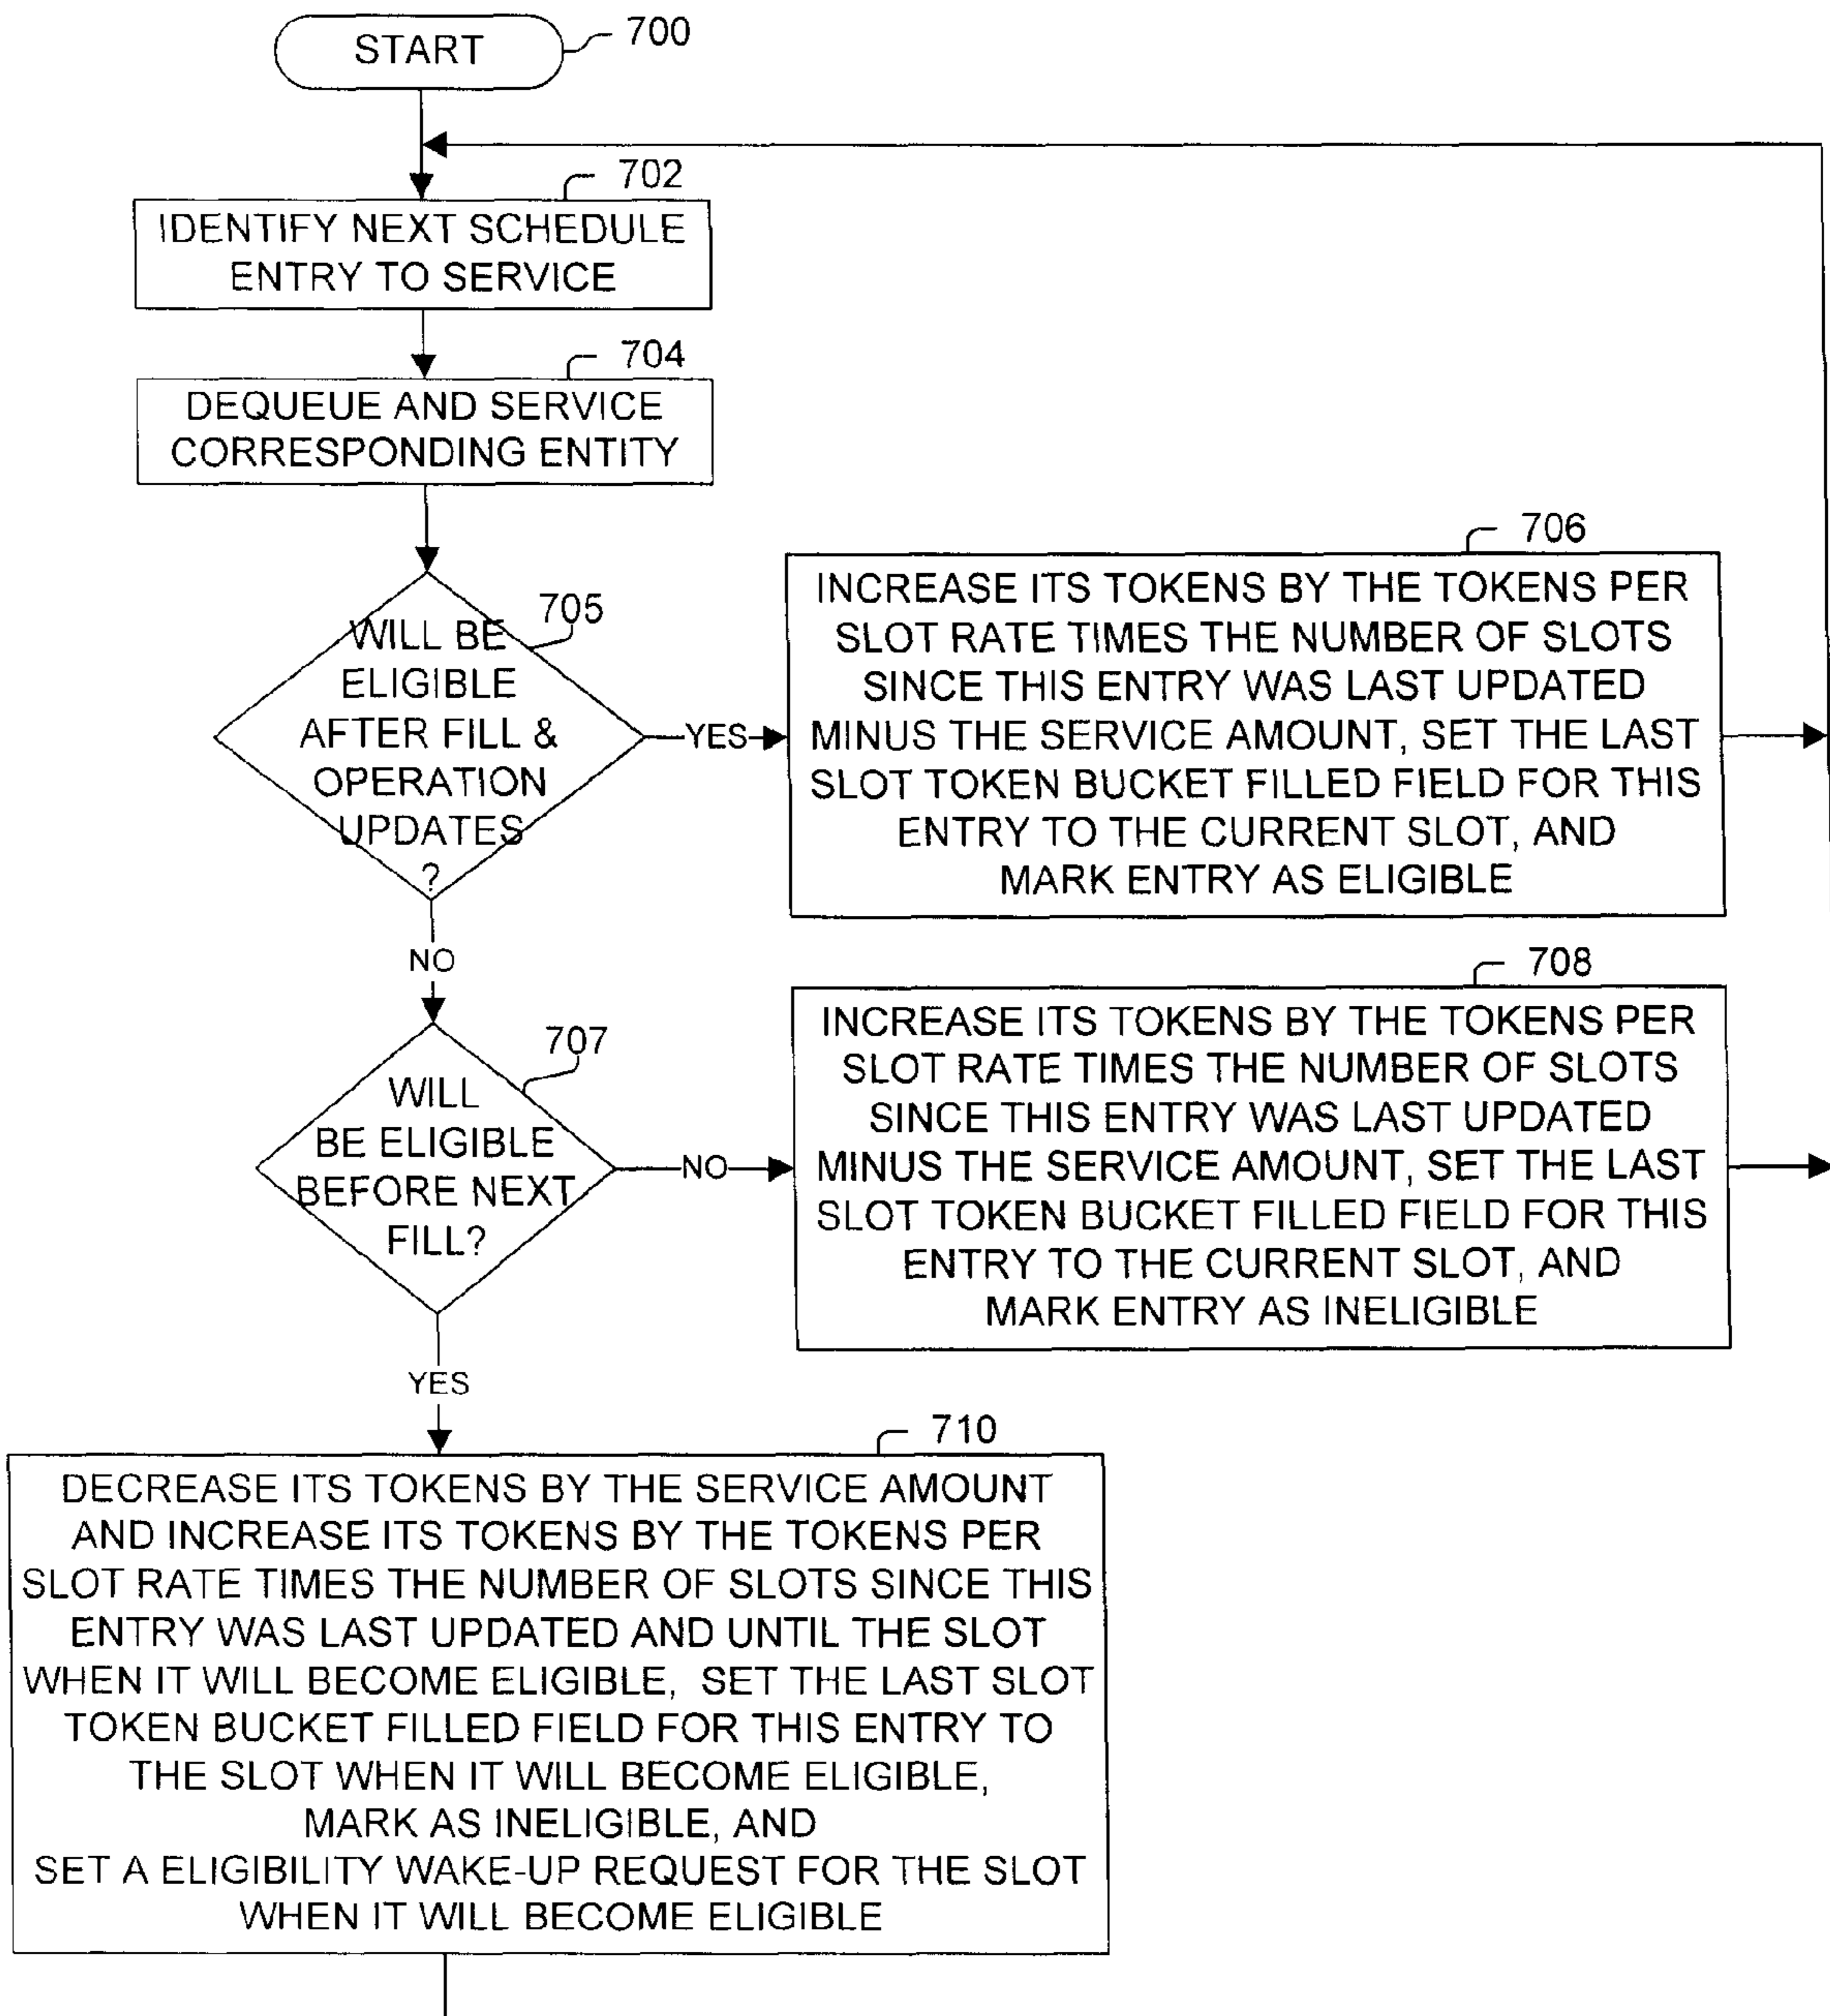 START
700
702
IDENTIFY NEXT SCHEDULE
ENTRY TO SERVICE
704
DEQUEUE AND SERVICE
CORRESPONDING ENTITY
705
WILL BE
ELIGIBLE
AFTER FILL &
OPERATION
UPDATES
?
YES
706
INCREASE ITS TOKENS BY THE TOKENS PER
SLOT RATE TIMES THE NUMBER OF SLOTS
SINCE THIS ENTRY WAS LAST UPDATED
MINUS THE SERVICE AMOUNT, SET THE LAST
SLOT TOKEN BUCKET FILLED FIELD FOR THIS
ENTRY TO THE CURRENT SLOT, AND
MARK ENTRY AS ELIGIBLE
NO
707
WILL
BE ELIGIBLE
BEFORE NEXT
FILL?
NO
708
INCREASE ITS TOKENS BY THE TOKENS PER
SLOT RATE TIMES THE NUMBER OF SLOTS
SINCE THIS ENTRY WAS LAST UPDATED
MINUS THE SERVICE AMOUNT, SET THE LAST
SLOT TOKEN BUCKET FILLED FIELD FOR THIS
ENTRY TO THE CURRENT SLOT, AND
MARK ENTRY AS INELIGIBLE
YES
710
DECREASE ITS TOKENS BY THE SERVICE AMOUNT
AND INCREASE ITS TOKENS BY THE TOKENS PER
SLOT RATE TIMES THE NUMBER OF SLOTS SINCE THIS
ENTRY WAS LAST UPDATED AND UNTIL THE SLOT
WHEN IT WILL BECOME ELIGIBLE, SET THE LAST SLOT
TOKEN BUCKET FILLED FIELD FOR THIS ENTRY TO
THE SLOT WHEN IT WILL BECOME ELIGIBLE,
MARK AS INELIGIBLE, AND
SET A ELIGIBILITY WAKE-UP REQUEST FOR THE SLOT
WHEN IT WILL BECOME ELIGIBLE